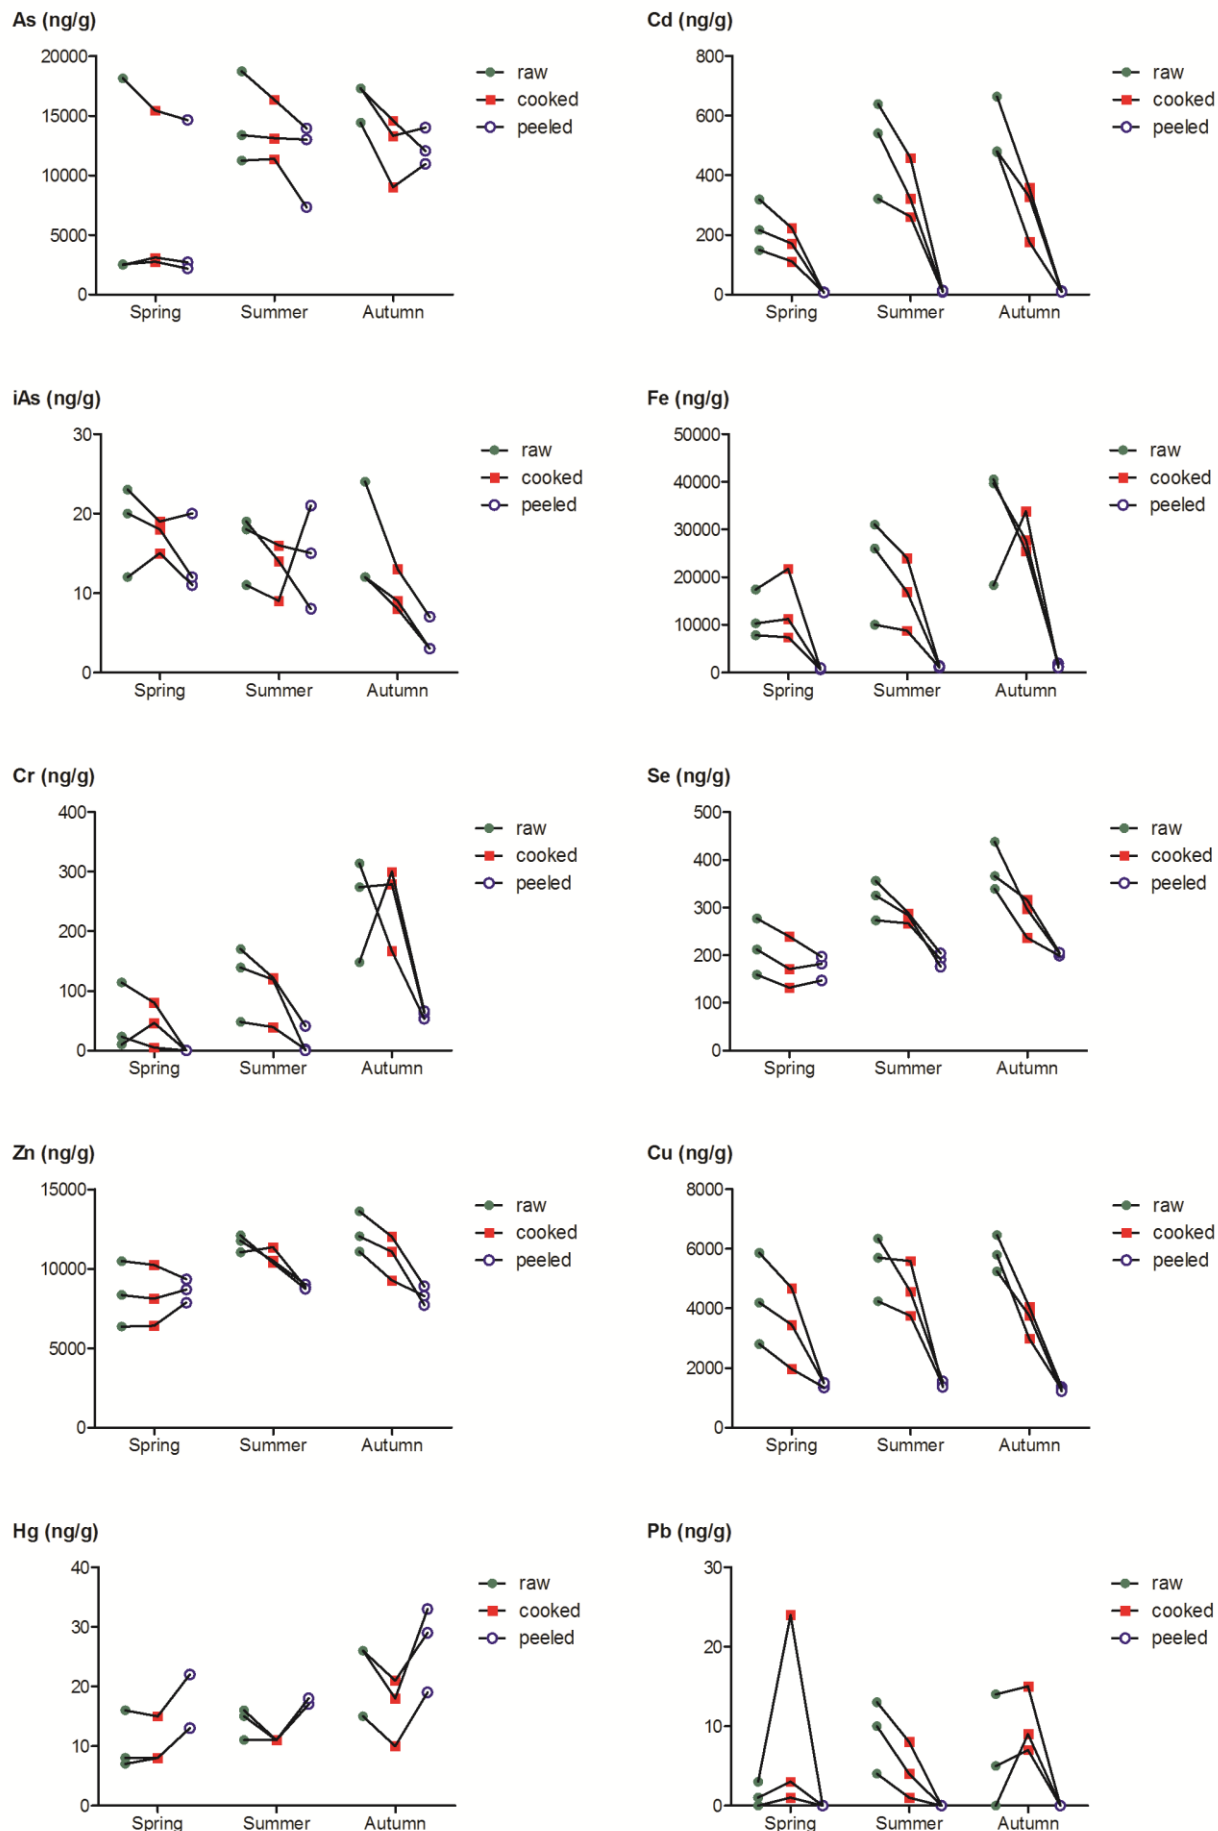 As (ng/g)
20000
15000
10000
5000
0
Spring
Summer
Autumn
raw
cooked
peeled
Cd (ng/g)
800
600
400
200
0
Spring
Summer
Autumn
raw
cooked
peeled
iAs (ng/g)
30
20
10
0
Spring
Summer
Autumn
raw
cooked
peeled
Fe (ng/g)
50000
40000
30000
20000
10000
0
Spring
Summer
Autumn
raw
cooked
peeled
Cr (ng/g)
400
300
200
100
0
Spring
Summer
Autumn
raw
cooked
peeled
Se (ng/g)
500
400
300
200
100
0
Spring
Summer
Autumn
raw
cooked
peeled
Zn (ng/g)
15000
10000
5000
0
Spring
Summer
Autumn
raw
cooked
peeled
Cu (ng/g)
8000
6000
4000
2000
0
Spring
Summer
Autumn
raw
cooked
peeled
Hg (ng/g)
40
30
20
10
0
Spring
Summer
Autumn
raw
cooked
peeled
Pb (ng/g)
30
20
10
0
Spring
Summer
Autumn
raw
cooked
peeled